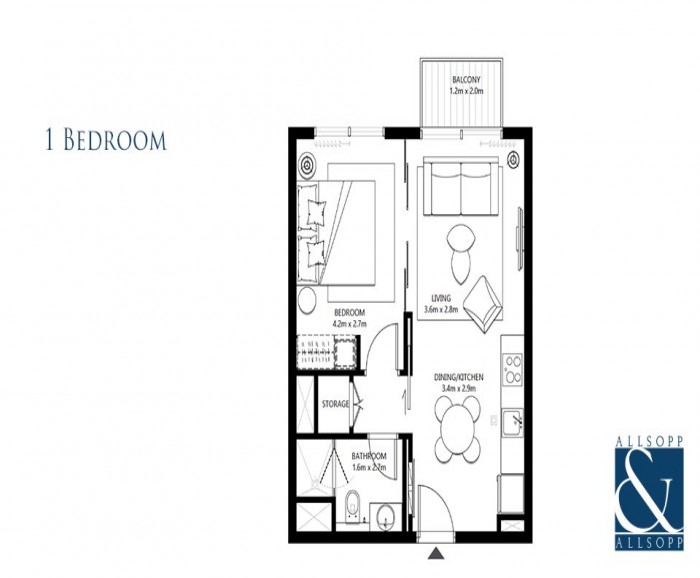 1 BEDROOM
BALCONY
1.2m x 2.0m
BEDROOM
4.2m x 2.7m
LIVING
3.6m x 2.8m
DINING/KITCHEN
3.4m x 2.9m
STORAGE
BATHROOM
1.6m x 2.7m
ALLSOPP
&
ALLSOPP